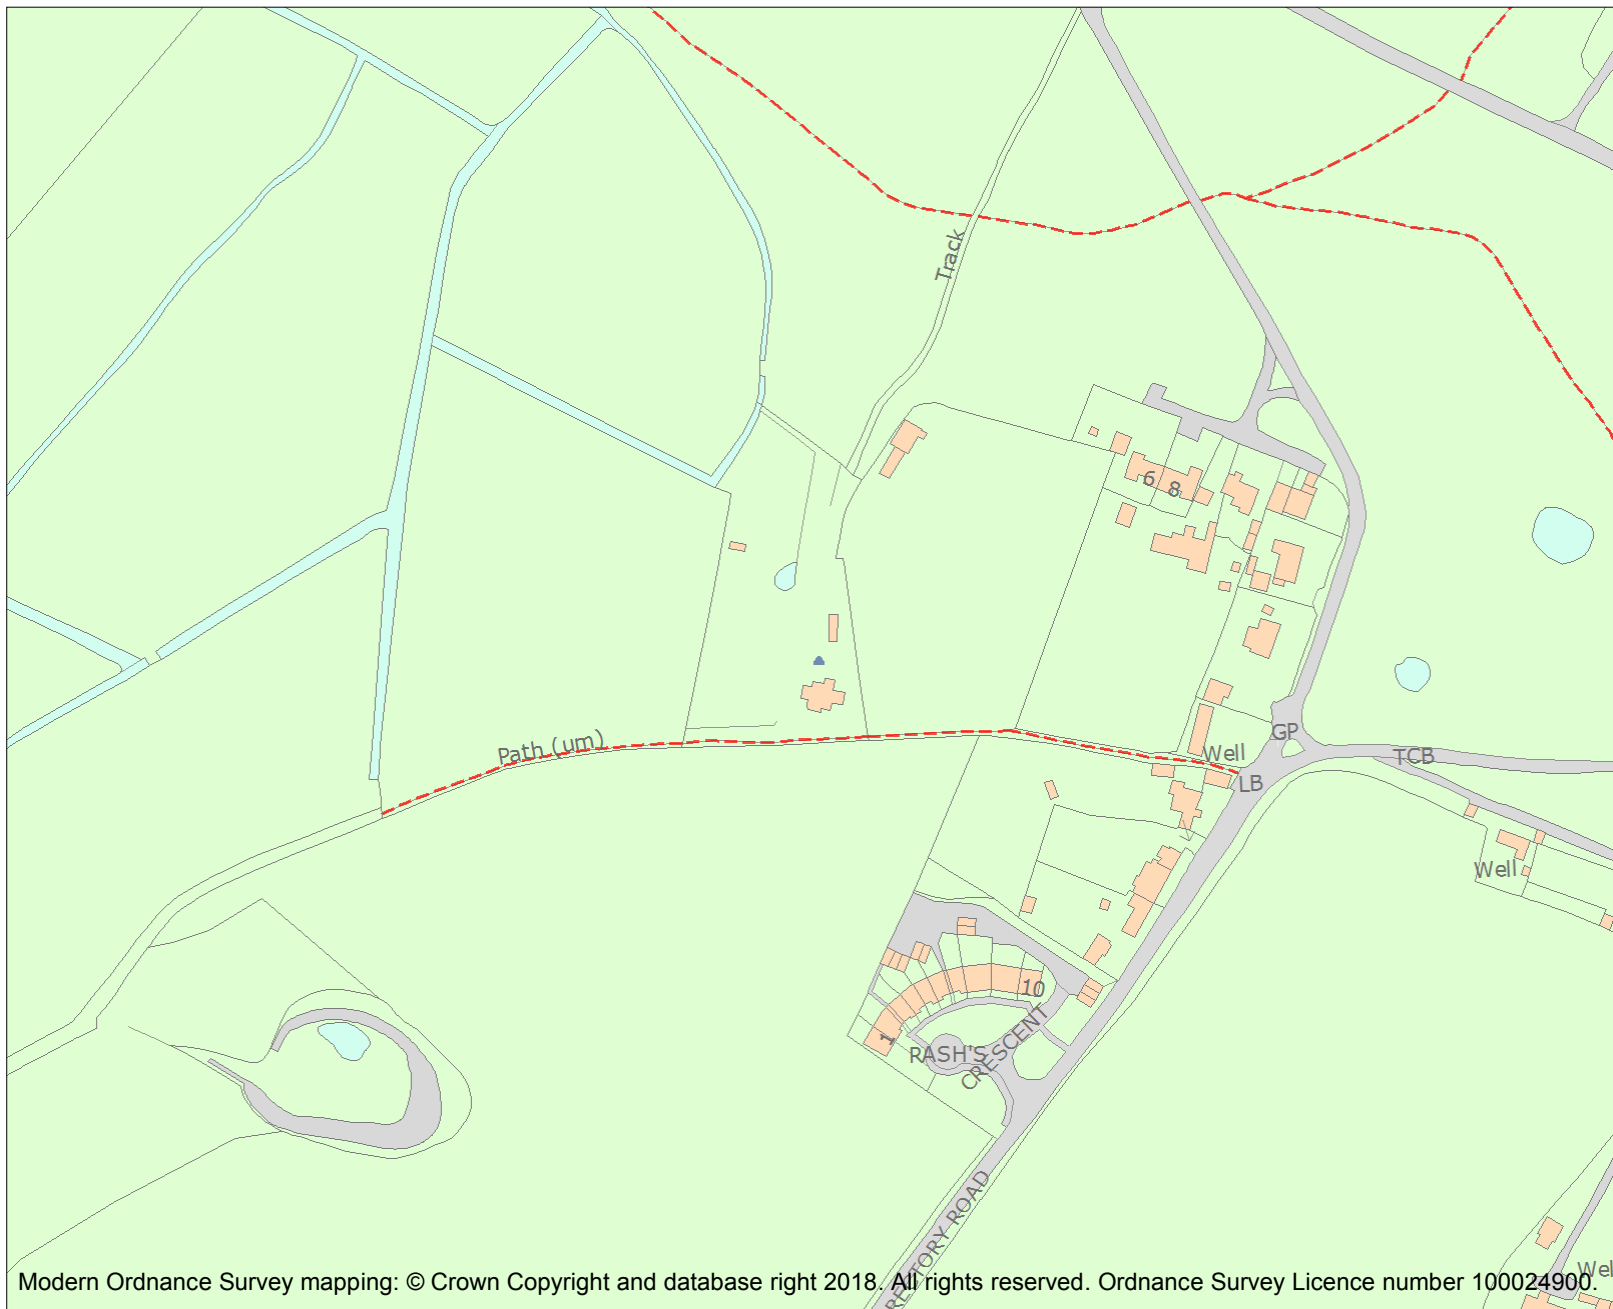 Track
6
8
Path (um)
GP
Well
TCB
LB
Well
10
1
RASH'S
CRESCENT
RECTORY ROAD
Wel
Modern Ordnance Survey mapping: © Crown Copyright and database right 2018. All rights reserved. Ordnance Survey Licence number 100024900.